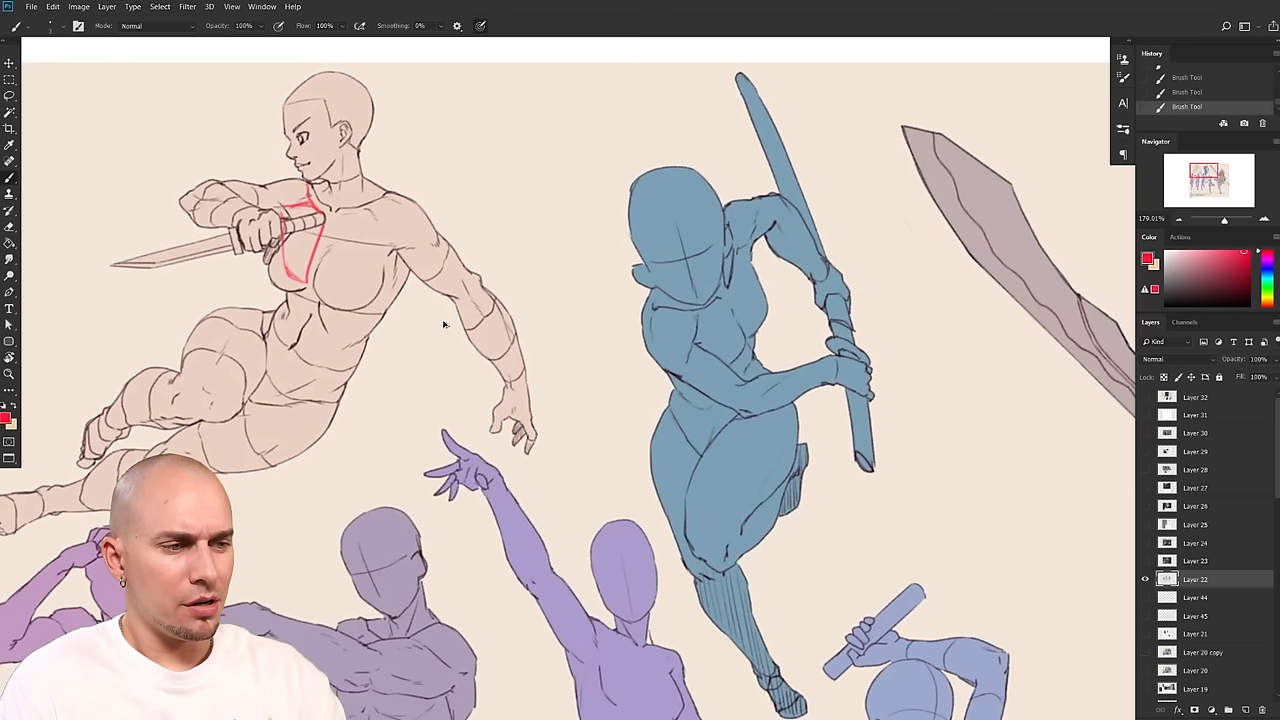 Ps File Edit Image Layer Type Select Filter 3D View Window Help
3 Mode: Normal Opacity: 100% Flow: 100% Smoothing: 0%
History
Brush Tool
Brush Tool
Brush Tool
Navigator
179.01%
Color Actions
Layers Channels
Kind
Normal Opacity: 100%
Lock: Fill: 100%
Layer 32
Layer 31
Layer 30
Layer 29
Layer 28
Layer 27
Layer 26
Layer 25
Layer 24
Layer 23
Layer 22
Layer 44
Layer 45
Layer 21
Layer 20 copy
Layer 20
Layer 19